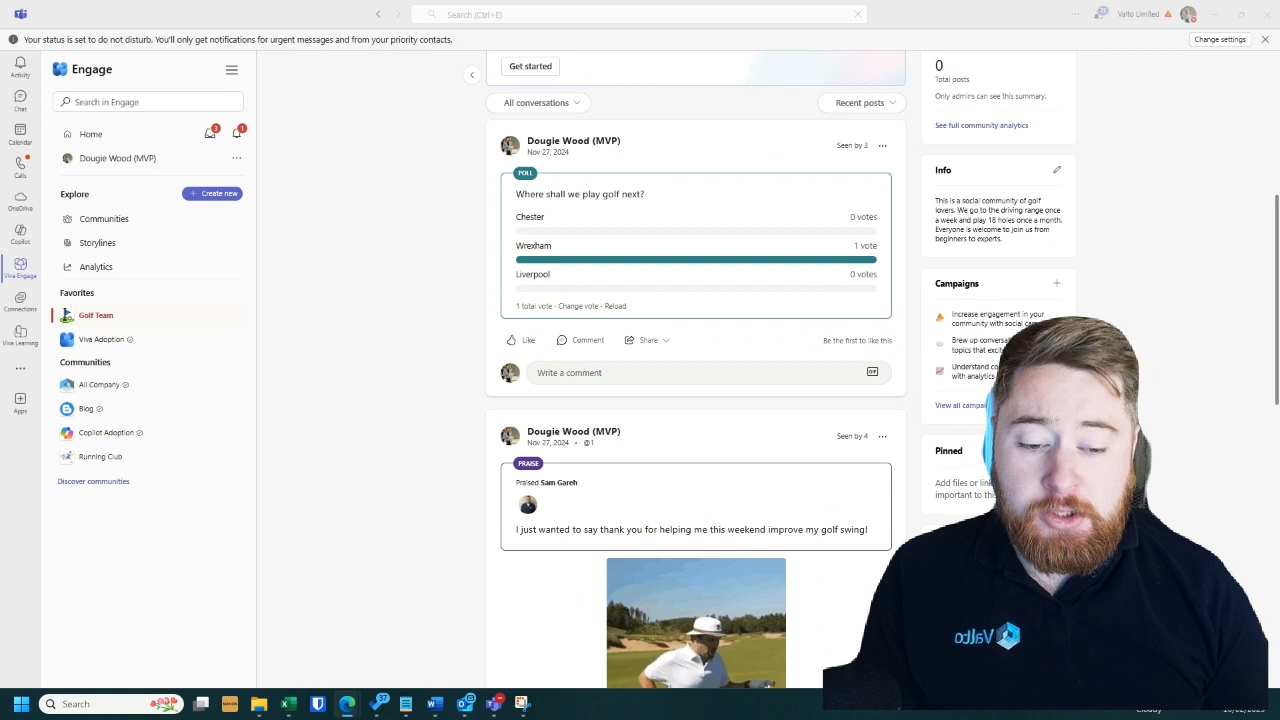 Search (Ctrl+E)
Valto Limited
Your status is set to do not disturb. You'll only get notifications for urgent messages and from your priority contacts.
Change settings
Activity
Chat
Calendar
Calls
OneDrive
Copilot
Viva Engage
Connections
Viva Learning
Apps
Engage
Search in Engage
Home
3
1
Dougie Wood (MVP)
Explore
Create new
Communities
Storylines
Analytics
Favorites
Golf Team
Viva Adoption
Communities
All Company
Blog
Copilot Adoption
Running Club
Discover communities
Get started
All conversations
Recent posts
Dougie Wood (MVP)
Nov 27, 2024
Seen by 3
POLL
Where shall we play golf next?
Chester
0 votes
Wrexham
1 vote
Liverpool
0 votes
1 total vote · Change vote · Reload
Like
Comment
Share
Be the first to like this
Write a comment
GIF
Dougie Wood (MVP)
Nov 27, 2024 • @1
Seen by 4
PRAISE
Praised Sam Gareh
I just wanted to say thank you for helping me this weekend improve my golf swing!
0
Total posts
Only admins can see this summary.
See full community analytics
Info
This is a social community of golf
lovers. We go to the driving range once
a week and play 18 holes once a month.
Everyone is welcome to join us from
beginners to experts.
Campaigns
Increase engagement in your
community with social
Brew up
topics that
Understand
with analytics
View all
Pinned
Add files or
important to
Valto
Search
SONOS
37